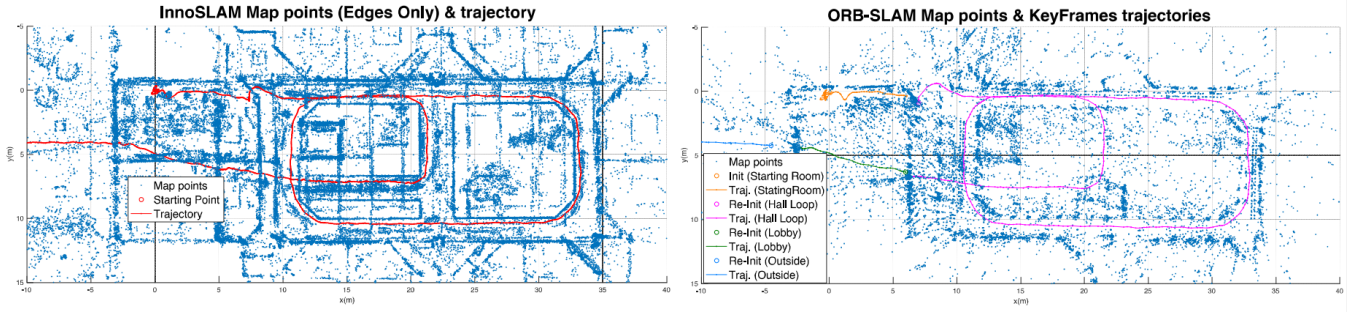 InnoSLAM Map points (Edges Only) & trajectory
-5
0
5
10
15
y(m)
-10
-5
0
5
10
15
20
25
30
35
40
x(m)
Map points
Starting Point
Trajectory
ORB-SLAM Map points & KeyFrames trajectories
-5
0
5
10
15
y(m)
-10
-5
0
5
10
15
20
25
30
35
40
x(m)
Map points
Init (Starting Room)
Traj. (StatingRoom)
Re-Init (Hall Loop)
Traj. (Hall Loop)
Re-Init (Lobby)
Traj. (Lobby)
Re-Init (Outside)
Traj. (Outside)